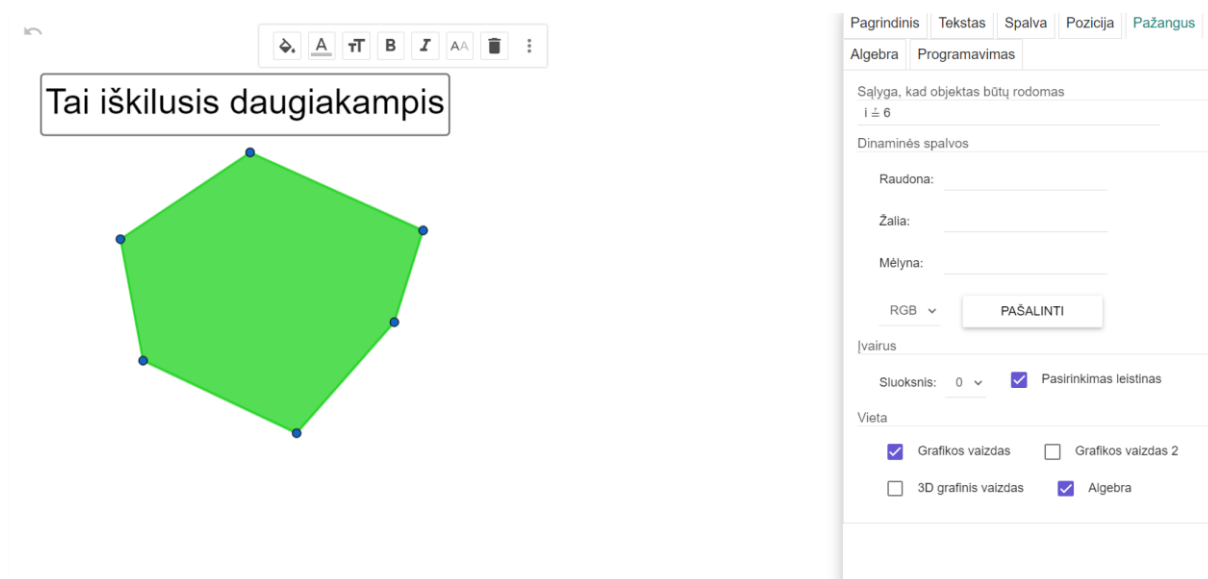 Pagrindinis Tekstas Spalva Pozicija Pažangus
Algebra Programavimas
A TT B I AA
Tai iškilusis daugiakampis
Sąlyga, kad objektas būtų rodomas
i ≟ 6
Dinaminės spalvos
Raudona:
Žalia:
Mėlyna:
RGB PAŠALINTI
Įvairus
Sluoksnis: 0 Pasirinkimas leistinas
Vieta
Grafikos vaizdas Grafikos vaizdas 2
3D grafinis vaizdas Algebra